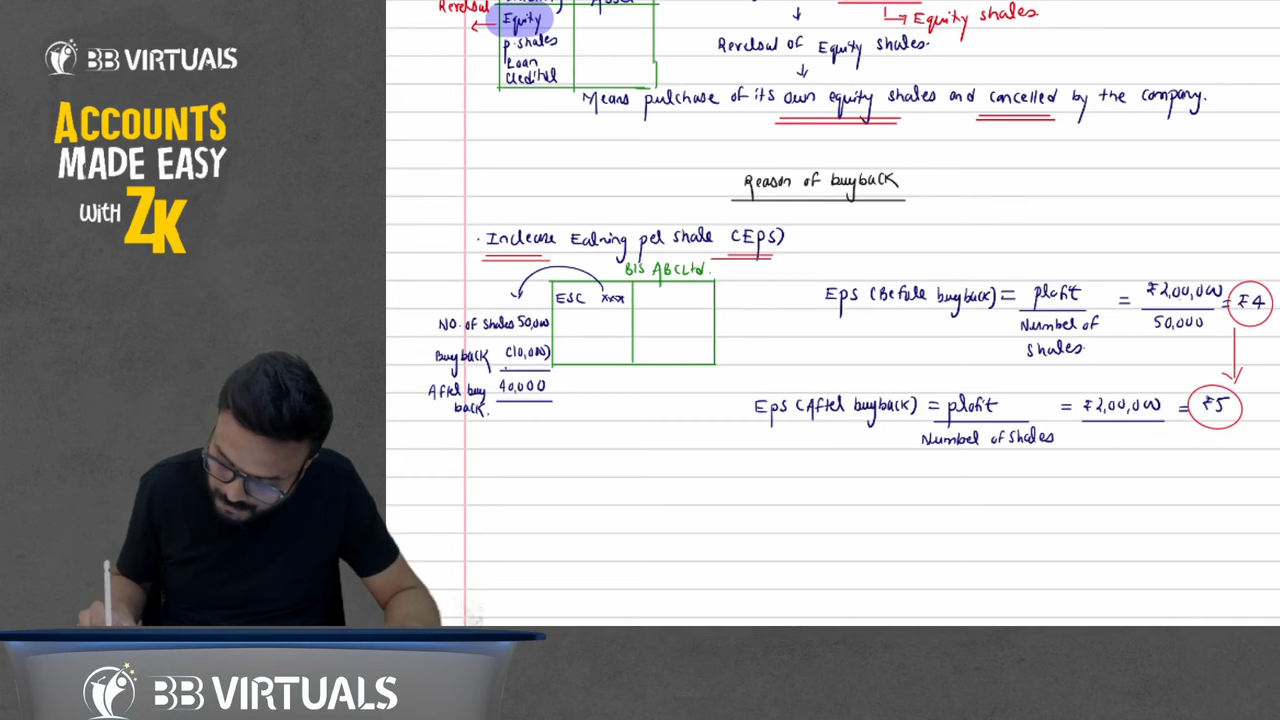 BB VIRTUALS
ACCOUNTS
MADE EASY
with ZK
Reversal
Equity
p. shares
Loan
Creditor
Asset
Equity shares.
Reversal of Equity shares.
Means purchase of its own equity shares and cancelled by the company.
Reason of buyback
. Increase Earning per share (EPS)
B/S ABC Ltd.
ESC xxx
No. of shares 50,000
Buyback (10,000)
After buy back. 40,000
Eps (Before buyback) = profit / Number of shares = ₹2,00,000 / 50,000 = ₹4
Eps (After buyback) = profit / Number of shares = ₹2,00,000 = ₹5
BB VIRTUALS